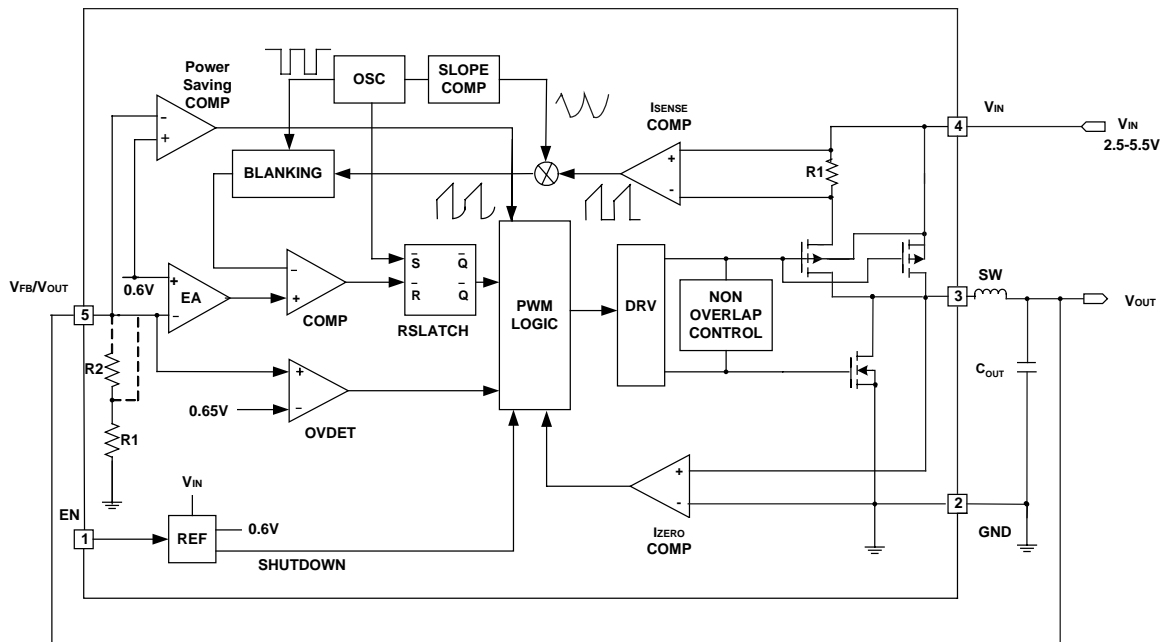 Power
Saving
COMP
OSC
SLOPE
COMP
ISENSE
COMP
VIN
4
VIN
2.5-5.5V
-
+
BLANKING
+
-
R1
VFB/VOUT
5
0.6V
+
-
EA
-
+
COMP
S̅ Q̅
R̅ Q̅
RSLATCH
PWM
LOGIC
DRV
NON
OVERLAP
CONTROL
SW
3
VOUT
COUT
R2
R1
+
-
0.65V
OVDET
+
-
IZERO
COMP
2
GND
VIN
EN
1
REF
0.6V
SHUTDOWN